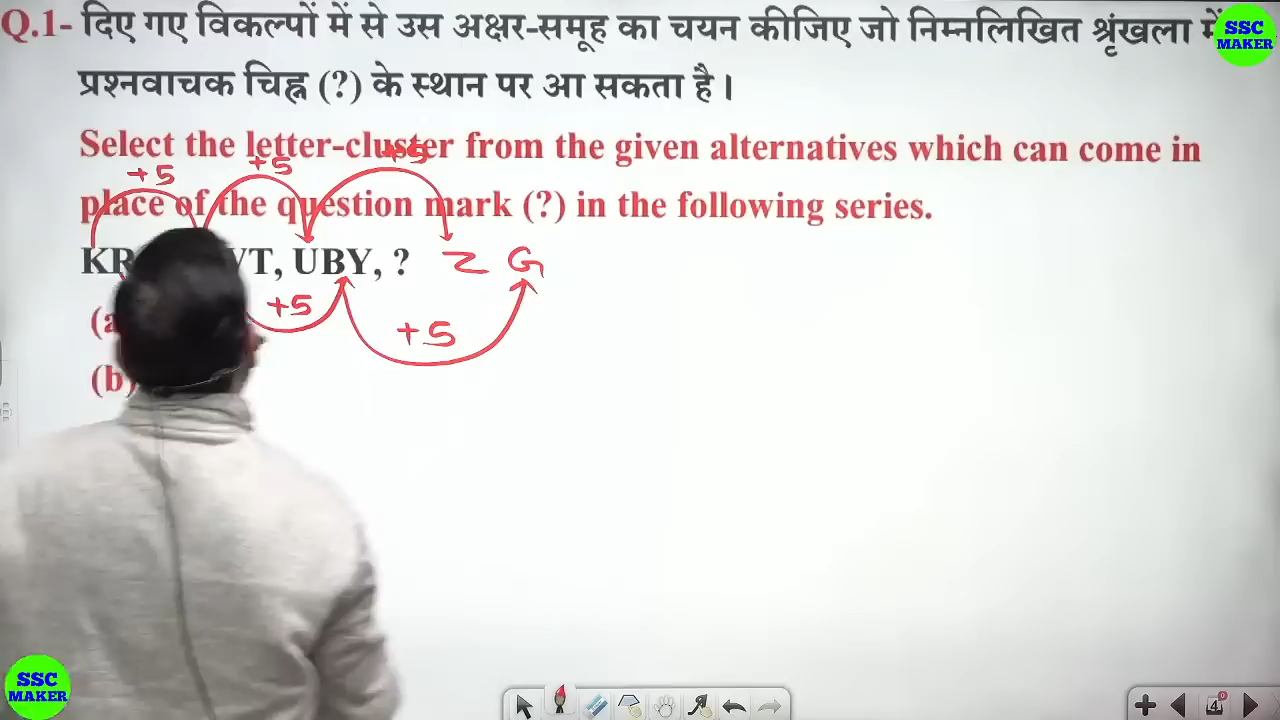 Q.1- दिए गए विकल्पों में से उस अक्षर-समूह का चयन कीजिए जो निम्नलिखित श्रृंखला में
SSC
MAKER
प्रश्नवाचक चिह्न (?) के स्थान पर आ सकता है।
Select the letter-cluster from the given alternatives which can come in
+5 +5 +5
place of the question mark (?) in the following series.
UBY, ? Z G
+5
+5
(b)
SSC
MAKER
4